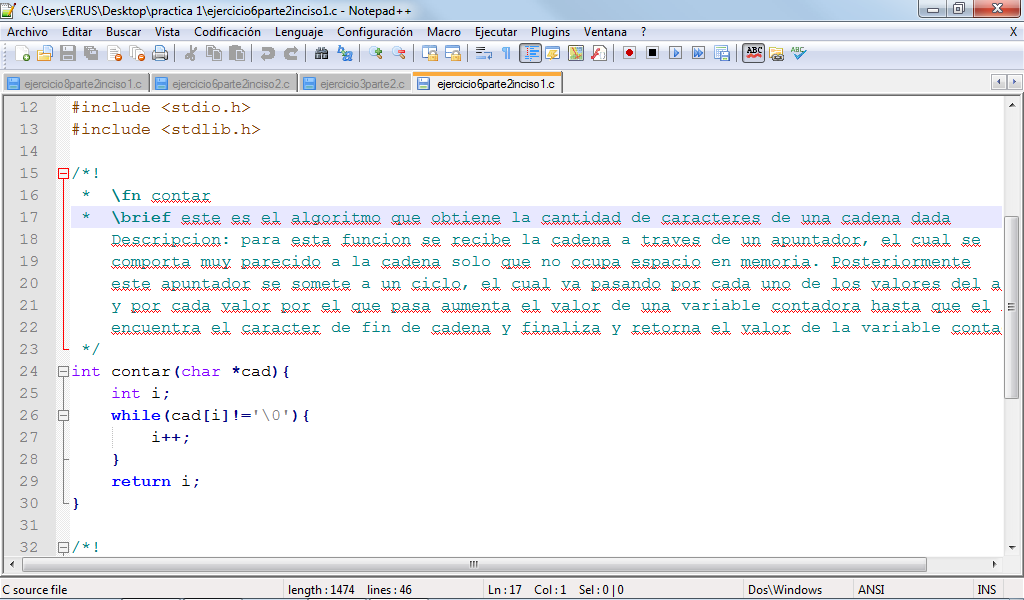 C:\Users\ERUS\Desktop\practica 1\ejercicio6parte2inciso1.c - Notepad++
Archivo Editar Buscar Vista Codificación Lenguaje Configuración Macro Ejecutar Plugins Ventana ? X
ABC ABC
ejercicio8parte2inciso1.c ejercicio6parte2inciso2.c ejercicio3parte2.c ejercicio6parte2inciso1.c
12 #include <stdio.h>
13 #include <stdlib.h>
14
15 /*!
16 * \fn contar
17 * \brief este es el algoritmo que obtiene la cantidad de caracteres de una cadena dada
18 Descripcion: para esta funcion se recibe la cadena a traves de un apuntador, el cual se
19 comporta muy parecido a la cadena solo que no ocupa espacio en memoria. Posteriormente
20 este apuntador se somete a un ciclo, el cual va pasando por cada uno de los valores del a
21 y por cada valor por el que pasa aumenta el valor de una variable contadora hasta que el
22 encuentra el caracter de fin de cadena y finaliza y retorna el valor de la variable conta
23 */
24 int contar(char *cad){
25 int i;
26 while(cad[i]!='\0'){
27 i++;
28 }
29 return i;
30 }
31
32 /*!
C source file length : 1474 lines : 46 Ln : 17 Col : 1 Sel : 0 | 0 Dos\Windows ANSI INS